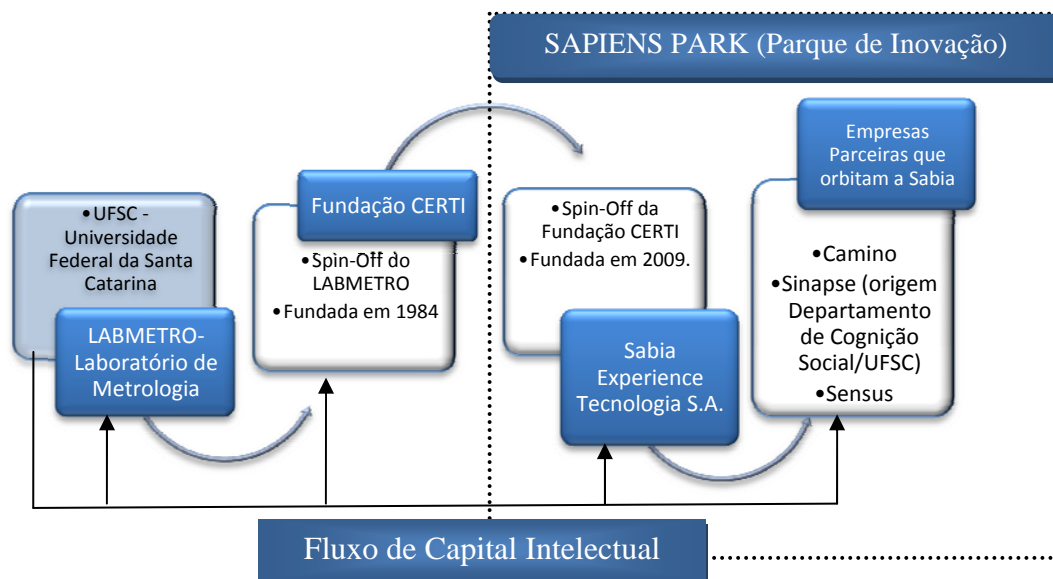 SAPIENS PARK (Parque de Inovação)
•UFSC -
Universidade
Federal da Santa
Catarina
LABMETRO-
Laboratório de
Metrologia
Fundação CERTI
•Spin-Off do
LABMETRO
•Fundada em 1984
•Spin-Off da
Fundação CERTI
•Fundada em 2009.
Sabia
Experience
Tecnologia S.A.
Empresas
Parceiras que
orbitam a Sabia
•Camino
•Sinapse (origem
Departamento
de Cognição
Social/UFSC)
•Sensus
Fluxo de Capital Intelectual